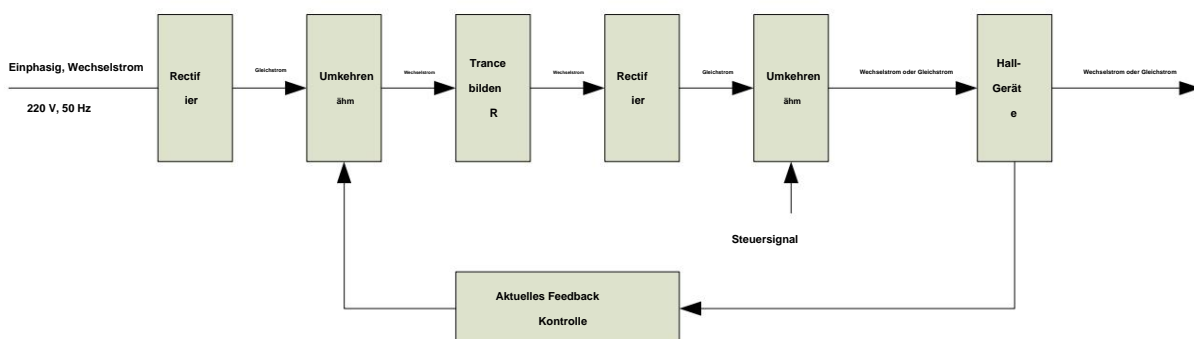 Einphasig, Wechselstrom
220 V, 50 Hz
Rectif
ier
Gleichstrom
Umkehren
ähm
Wechselstrom
Trance
bilden
R
Wechselstrom
Rectif
ier
Gleichstrom
Umkehren
ähm
Wechselstrom oder Gleichstrom
Hall-
Gerät
e
Wechselstrom oder Gleichstrom
Steuersignal
Aktuelles Feedback
Kontrolle